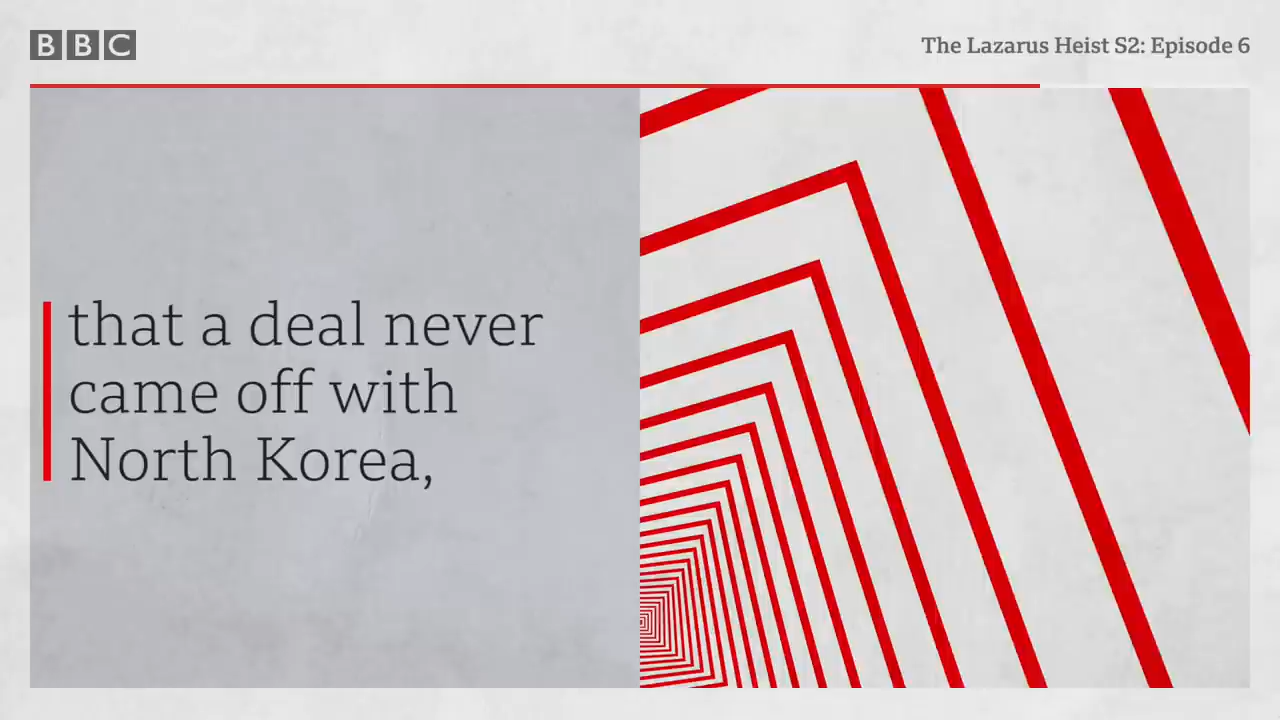 BBC
The Lazarus Heist S2: Episode 6
that a deal never
came off with
North Korea,